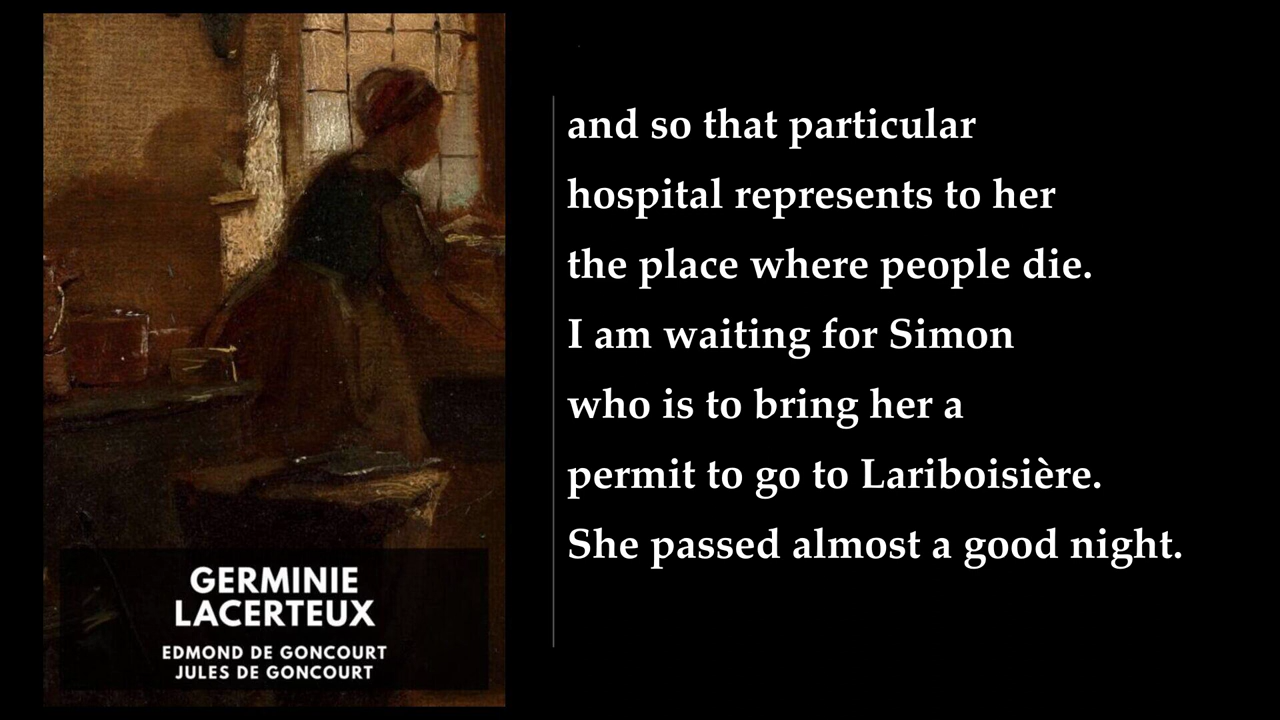 and so that particular
hospital represents to her
the place where people die.
I am waiting for Simon
who is to bring her a
permit to go to Lariboisière.
She passed almost a good night.
GERMINIE
LACERTEUX
EDMOND DE GONCOURT
JULES DE GONCOURT